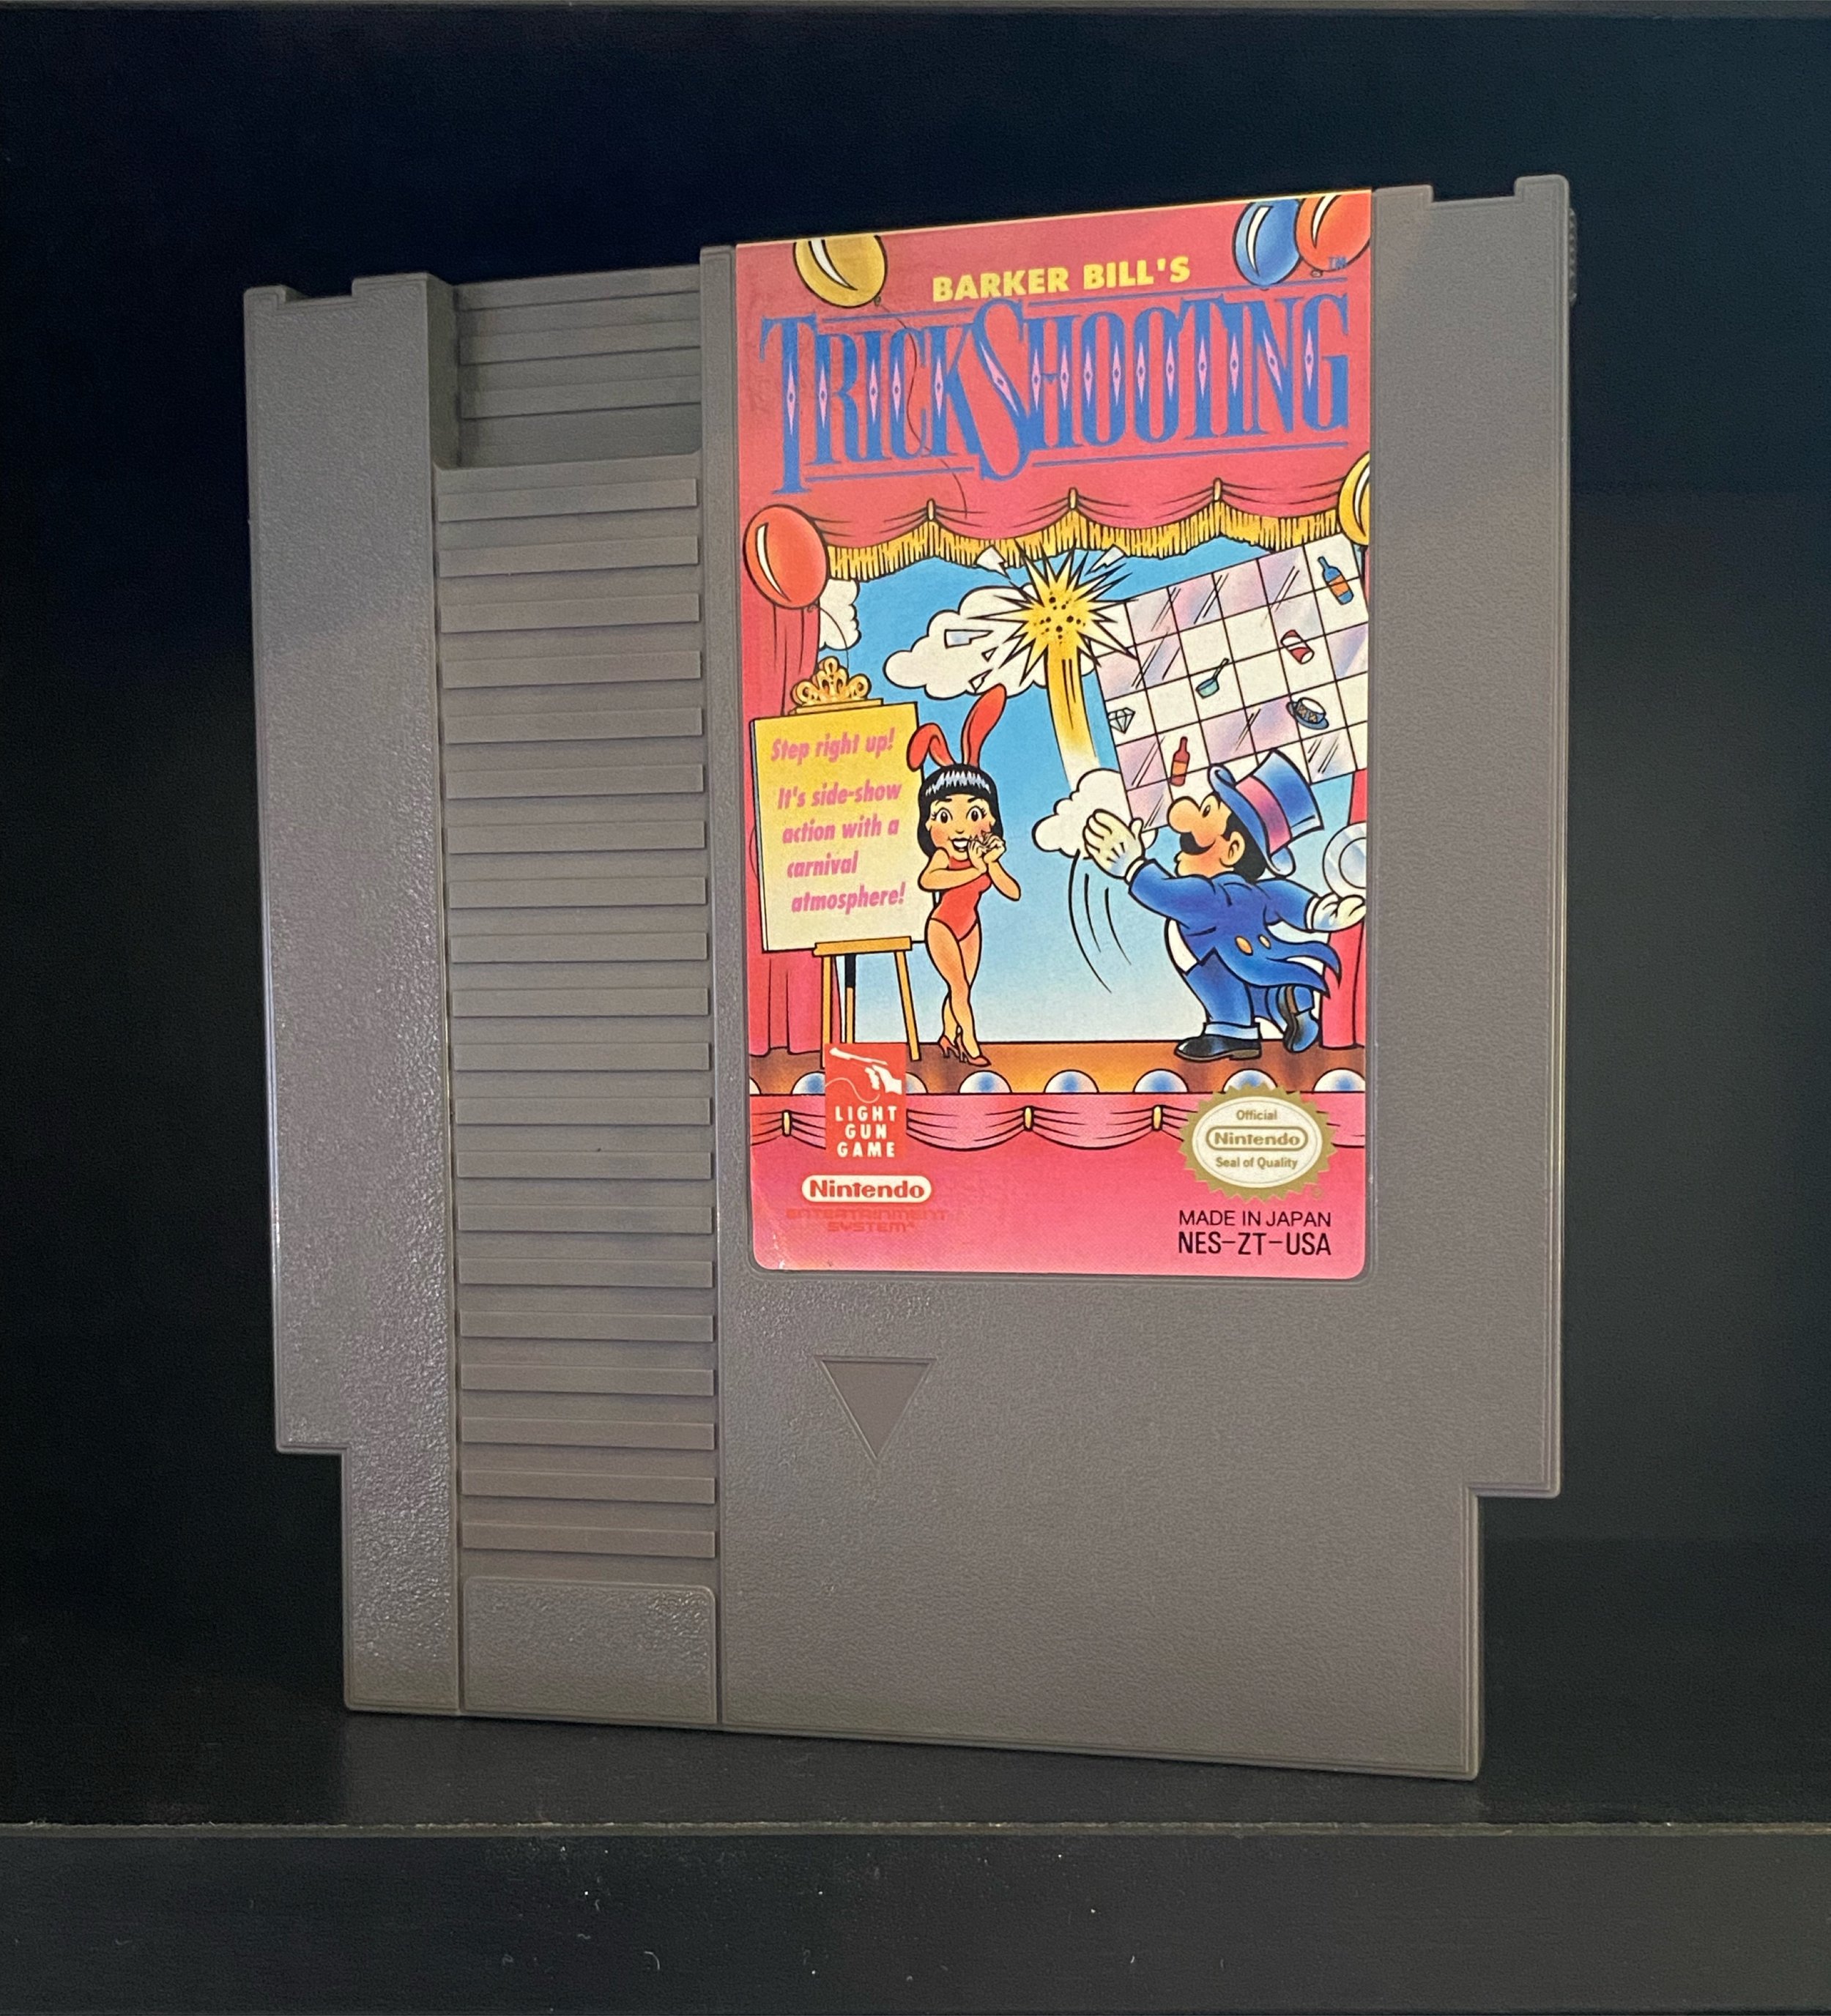 BARKER BILL'S
TRICK SHOOTING
TM
Step right up!
It's side-show
action with a
carnival
atmosphere!
LIGHT
GUN
GAME
Nintendo
ENTERTAINMENT
SYSTEM
Official
Nintendo
Seal of Quality
MADE IN JAPAN
NES-ZT-USA